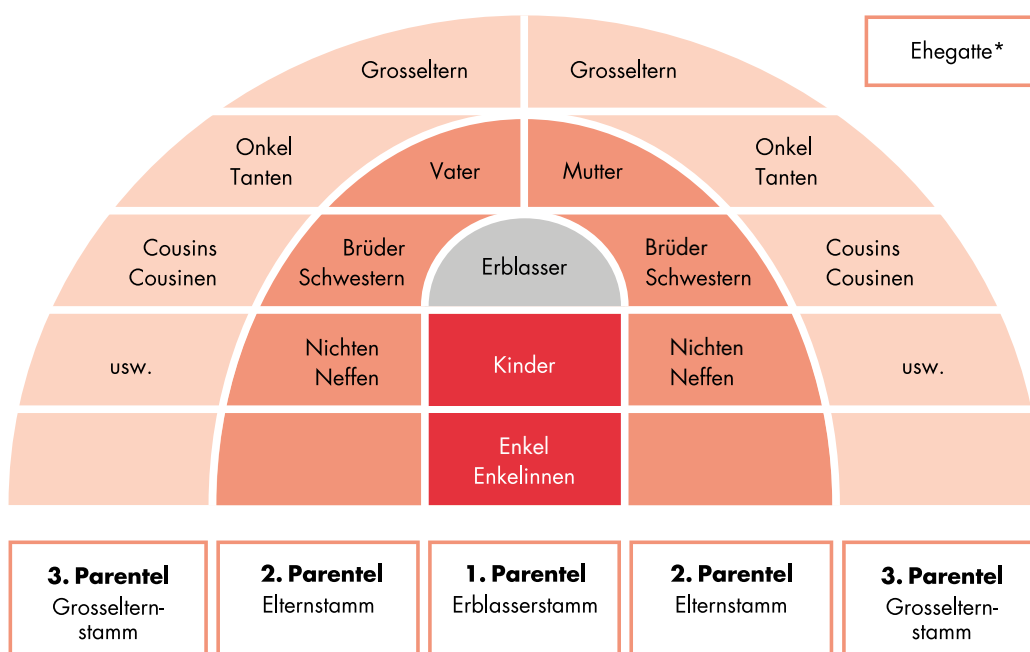 Grosseltern
Grosseltern
Ehegatte*
Onkel
Tanten
Vater
Mutter
Onkel
Tanten
Cousins
Cousinen
Brüder
Schwestern
Erblasser
Brüder
Schwestern
Cousins
Cousinen
usw.
Nichten
Neffen
Kinder
Nichten
Neffen
usw.
Enkel
Enkelinnen
3. Parentel
Grosseltern-
stamm
2. Parentel
Elternstamm
1. Parentel
Erblasserstamm
2. Parentel
Elternstamm
3. Parentel
Grosseltern-
stamm